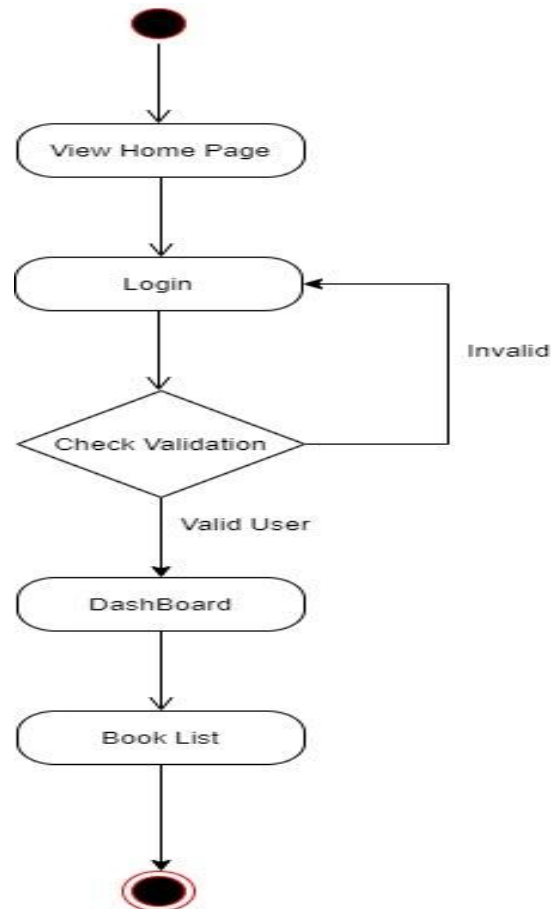 View Home Page
Login
Invalid
Check Validation
Valid User
DashBoard
Book List